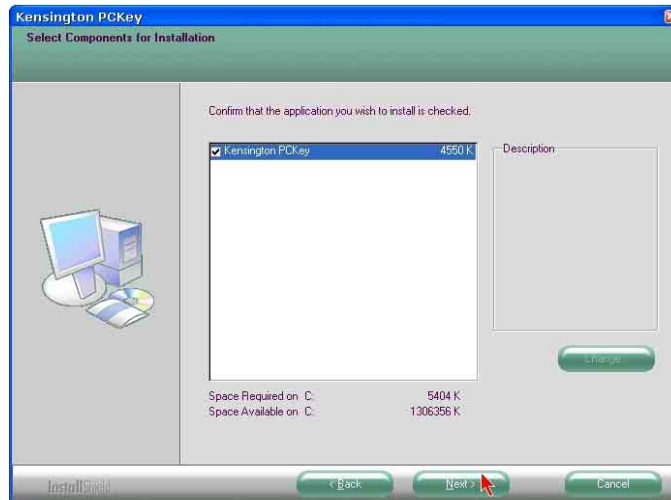 Kensington PCKey
Select Components for Installation
Confirm that the application you wish to install is checked.
Kensington PCKey 4550 K
Description
Change...
Space Required on C: 5404 K
Space Available on C: 1306356 K
InstallShield
< Back
Next >
Cancel